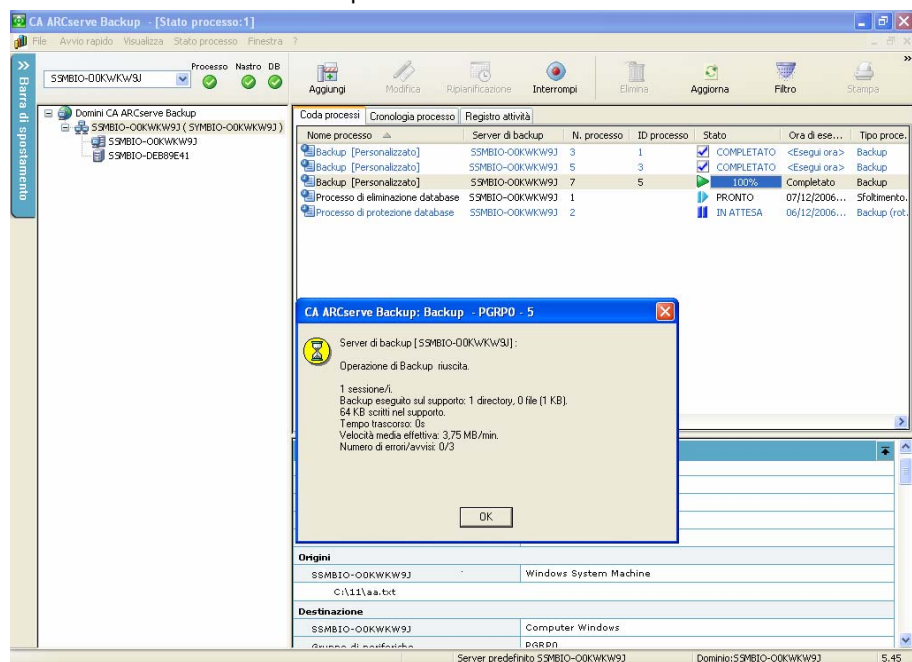 CA ARCserve Backup - [Stato processo:1]
File Avvio rapido Visualizza Stato processo Finestra ?
Barra di spostamento
SSMBIO-O0KWKW9J
Processo Nastro DB
Aggiungi Modifica Ripianificazione Interrompi Elimina Aggiorna Filtro Stampa
Domini CA ARCserve Backup
SSMBIO-O0KWKW9J ( SYMBIO-O0KWKW9J )
SSMBIO-O0KWKW9J
SSMBIO-DEB89E41
Coda processi Cronologia processo Registro attività
Nome processo Server di backup N. processo ID processo Stato Ora di ese... Tipo proce.
Backup [Personalizzato] SSMBIO-O0KWKW9J 3 1 COMPLETATO <Esegui ora> Backup
Backup [Personalizzato] SSMBIO-O0KWKW9J 5 3 COMPLETATO <Esegui ora> Backup
Backup [Personalizzato] SSMBIO-O0KWKW9J 7 5 100% Completato Backup
Processo di eliminazione database SSMBIO-O0KWKW9J 1 PRONTO 07/12/2006... Sfoltimento.
Processo di protezione database SSMBIO-O0KWKW9J 2 IN ATTESA 06/12/2006... Backup (rot.
CA ARCserve Backup: Backup - PGRP0 - 5
Server di backup [SSMBIO-O0KWKW9J] :
Operazione di Backup riuscita.
1 sessione/i.
Backup eseguito sul supporto: 1 directory, 0 file (1 KB).
64 KB scritti nel supporto.
Tempo trascorso: 0s
Velocità media effettiva: 3,75 MB/min.
Numero di errori/avvisi: 0/3
OK
Origini
SSMBIO-O0KWKW9J Windows System Machine
C:\11\aa.txt
Destinazione
SSMBIO-O0KWKW9J Computer Windows
Gruppo di periferiche PGRP0
Server predefinito SSMBIO-O0KWKW9J Dominio:SSMBIO-O0KWKW9J 5.45